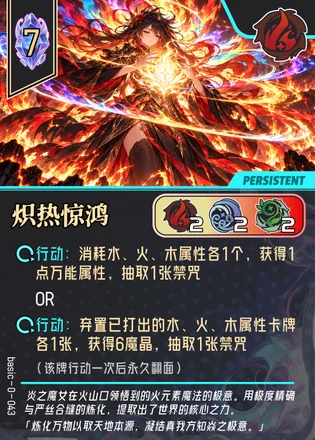 7
PERSISTENT
炽热惊鸿
2 2 2
行动：消耗水、火、木属性各1个，获得1
点万能属性，抽取1张禁咒
OR
行动：弃置已打出的水、火、木属性卡牌
各1张，获得6魔晶，抽取1张禁咒
（该牌行动一次后永久翻面）
炎之魔女在火山口领悟到的火元素魔法的极意。用极度精确
与严丝合缝的炼化，提取出了世界的核心之力。
「炼化万物以取天地本源，凝结真我方知焱之极意。」
basic-01-043